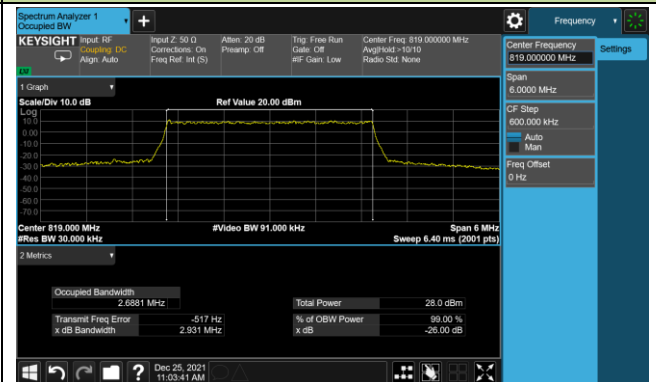 Spectrum Analyzer 1
Occupied BW
+
Frequency
KEYSIGHT
Input: RF
Coupling: DC
Align: Auto
Input Z: 50 Ω
Corrections: On
Freq Ref: Int (S)
Atten: 20 dB
Preamp: Off
Trig: Free Run
Gate: Off
#IF Gain: Low
Center Freq: 819.000000 MHz
Avg|Hold:>10/10
Radio Std: None
Center Frequency
819.000000 MHz
Settings
Span
6.0000 MHz
CF Step
600.000 kHz
Auto
Man
Freq Offset
0 Hz
1 Graph
Scale/Div 10.0 dB
Ref Value 20.00 dBm
Log
10.0
0.00
-10.0
-20.0
-30.0
-40.0
-50.0
-60.0
-70.0
Center 819.000 MHz
#Video BW 91.000 kHz
Span 6 MHz
#Res BW 30.000 kHz
Sweep 6.40 ms (2001 pts)
2 Metrics
Occupied Bandwidth
2.6881 MHz
Total Power
28.0 dBm
Transmit Freq Error
-517 Hz
% of OBW Power
99.00 %
x dB Bandwidth
2.931 MHz
x dB
-26.00 dB
?
Dec 25, 2021
11:03:41 AM